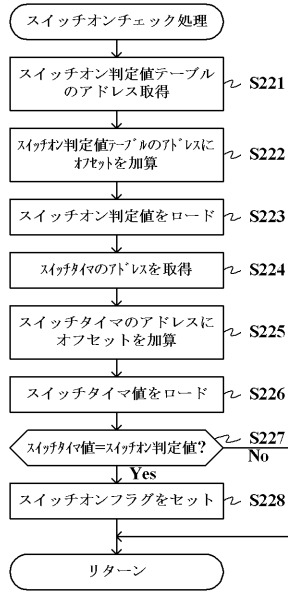 スイッチオンチェック処理
スイッチオン判定値テーブル
のアドレス取得
S221
スイッチオン判定値テーブルのアドレスに
オフセットを加算
S222
スイッチオン判定値をロード
S223
スイッチタイマのアドレスを取得
S224
スイッチタイマのアドレスに
オフセットを加算
S225
スイッチタイマ値をロード
S226
スイッチタイマ値=スイッチオン判定値?
S227
No
Yes
スイッチオンフラグをセット
S228
リターン